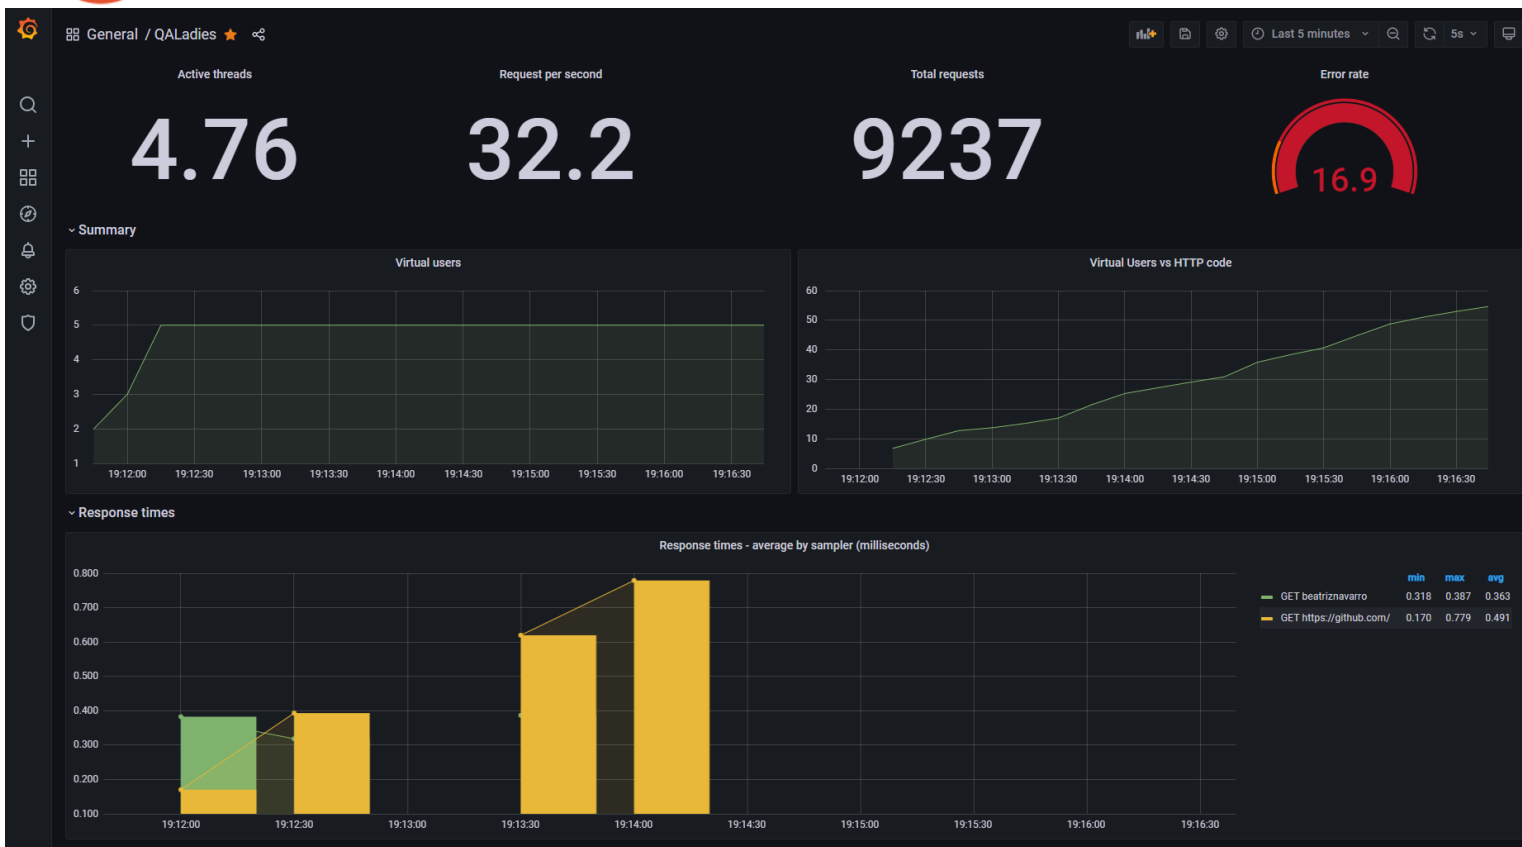 General / QALadies
Last 5 minutes
5s
Active threads
Request per second
Total requests
Error rate
4.76
32.2
9237
16.9
Summary
Virtual users
6
5
4
3
2
1
19:12:00 19:12:30 19:13:00 19:13:30 19:14:00 19:14:30 19:15:00 19:15:30 19:16:00 19:16:30
Virtual Users vs HTTP code
60
50
40
30
20
10
0
19:12:00 19:12:30 19:13:00 19:13:30 19:14:00 19:14:30 19:15:00 19:15:30 19:16:00 19:16:30
Response times
Response times - average by sampler (milliseconds)
0.800
0.700
0.600
0.500
0.400
0.300
0.200
0.100
19:12:00 19:12:30 19:13:00 19:13:30 19:14:00 19:14:30 19:15:00 19:15:30 19:16:00 19:16:30
min max avg
GET beatriznavarro 0.318 0.387 0.363
GET https://github.com/ 0.170 0.779 0.491